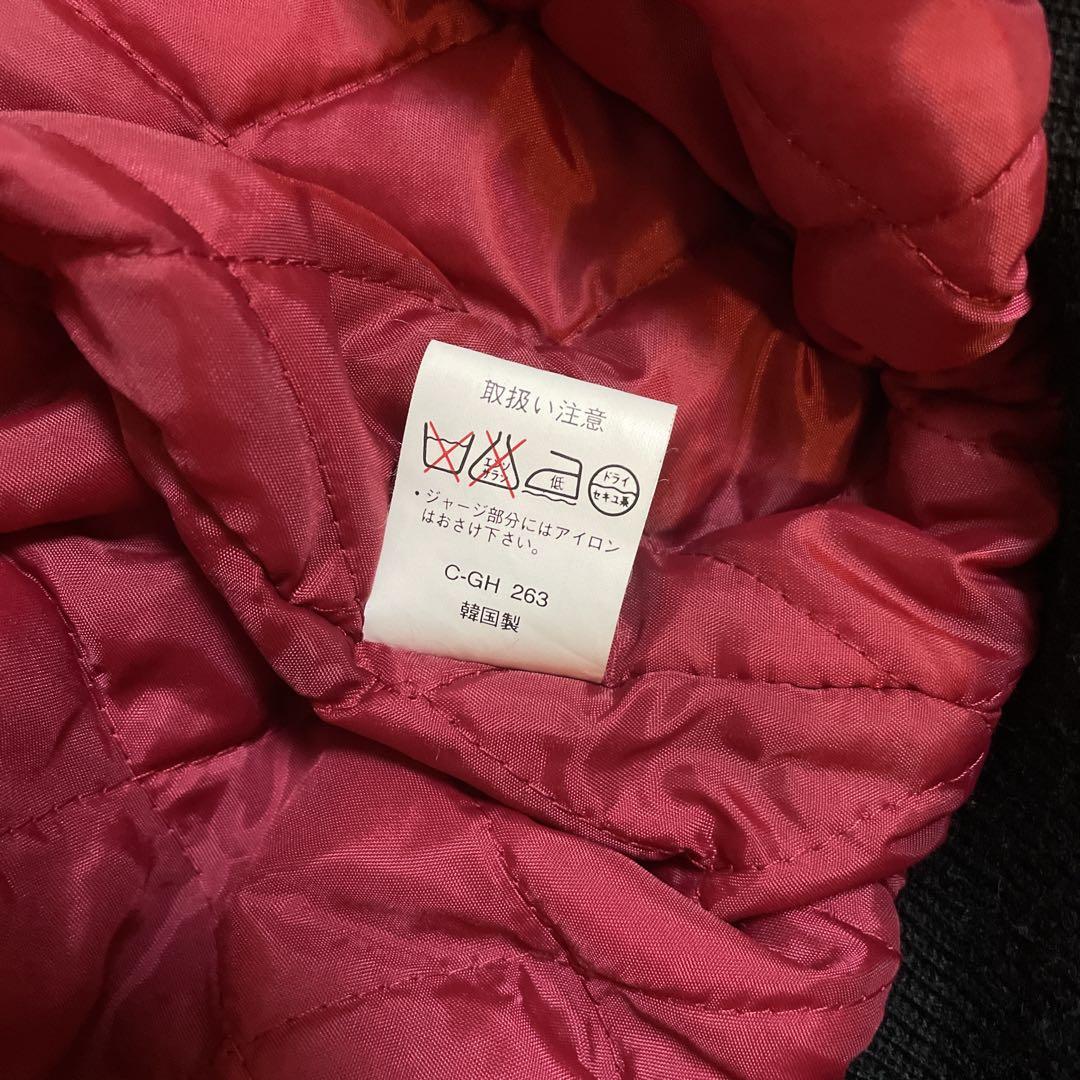 取扱い注意
エンソ
サラシ
低
ドライ
セキユ系
・ジャージ部分にはアイロン
はおさけ下さい。
C-GH 263
韓国製